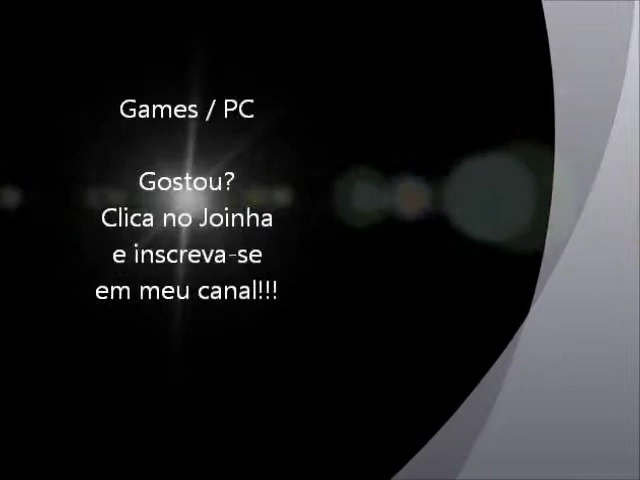 Games / PC
Gostou?
Clica no Joinha
e inscreva-se
em meu canal!!!